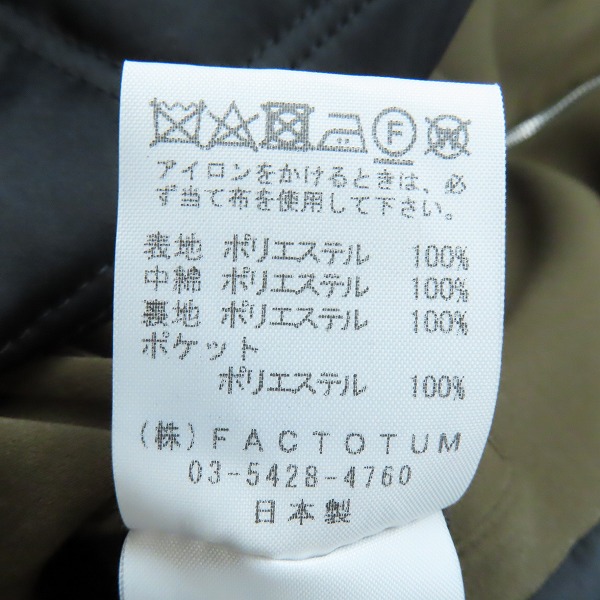 アイロンをかけるときは、必
ず当て布を使用して下さい。
表地 ポリエステル 100%
中綿 ポリエステル 100%
裏地 ポリエステル 100%
ポケット
ポリエステル 100%
(株)FACTOTUM
03-5428-4760
日本製